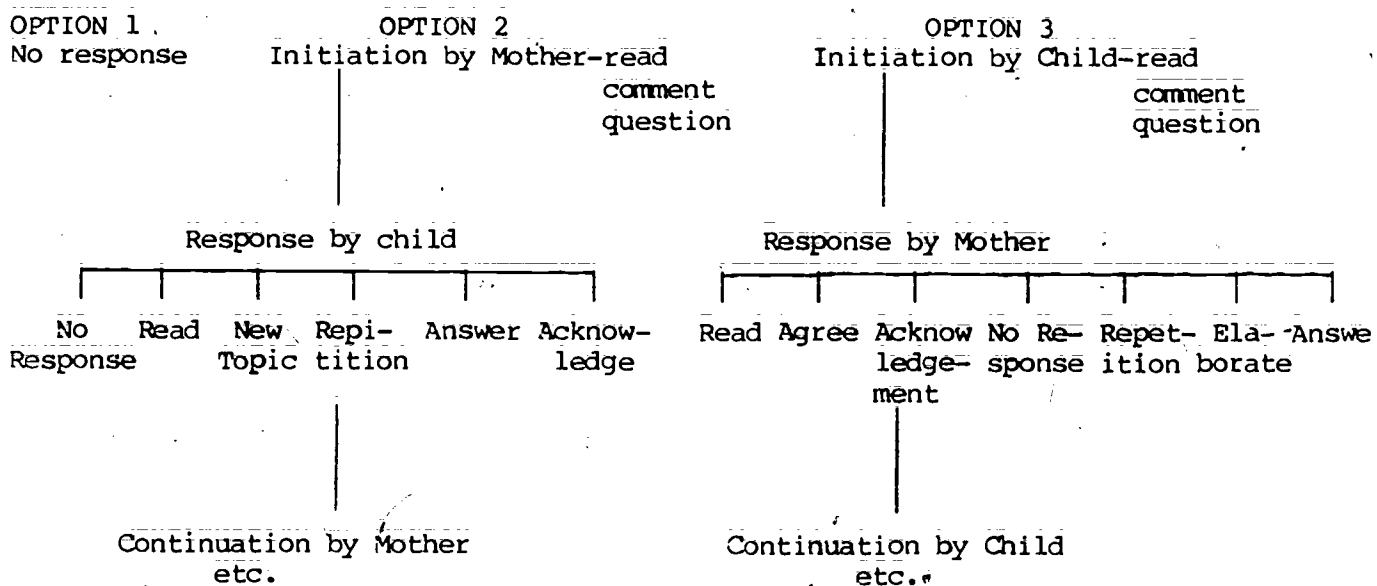 OPTION 1 OPTION 2 OPTION 3
No response Initiation by Mother-read Initiation by Child-read
comment comment
question question
Response by child Response by Mother
No Read New Repi- Answer Acknow- Read Agree Acknow No Re- Repet- Ela- Answe
Response Topic tition ledge ledge- sponse ition borate
ment
Continuation by Mother Continuation by Child
etc. etc.